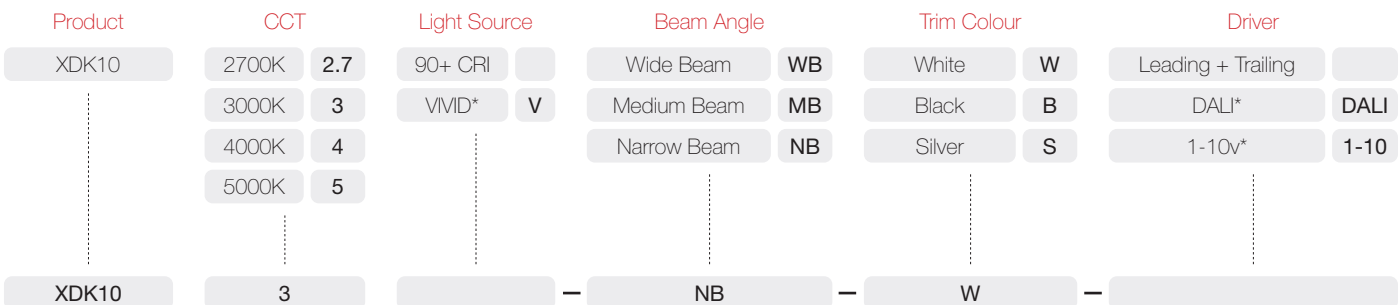 Product CCT Light Source Beam Angle Trim Colour Driver
XDK10 2700K 2.7 90+ CRI Wide Beam WB White W Leading + Trailing
3000K 3 VIVID* V Medium Beam MB Black B DALI* DALI
4000K 4 Narrow Beam NB Silver S 1-10v* 1-10
5000K 5
XDK10 3 – NB – W –